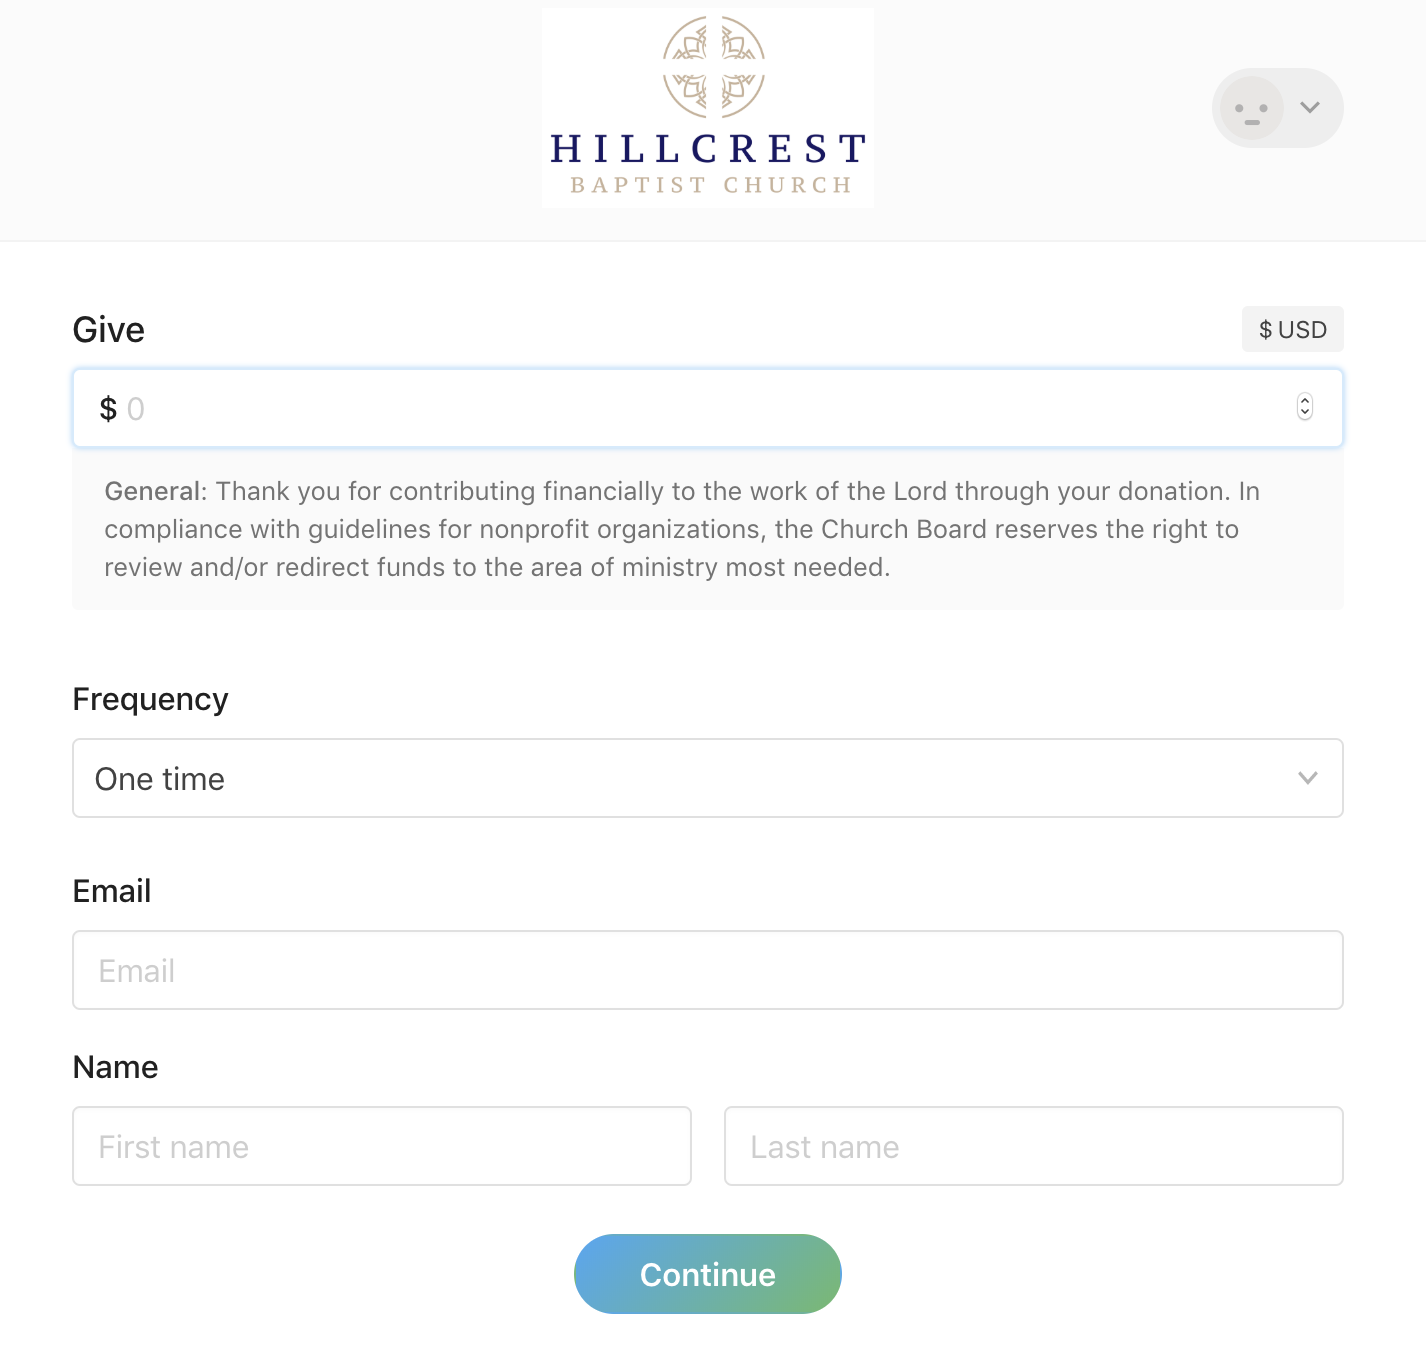 HILLCREST
BAPTIST CHURCH
Give
$ USD
$ 0
General: Thank you for contributing financially to the work of the Lord through your donation. In
compliance with guidelines for nonprofit organizations, the Church Board reserves the right to
review and/or redirect funds to the area of ministry most needed.
Frequency
One time
Email
Email
Name
First name
Last name
Continue